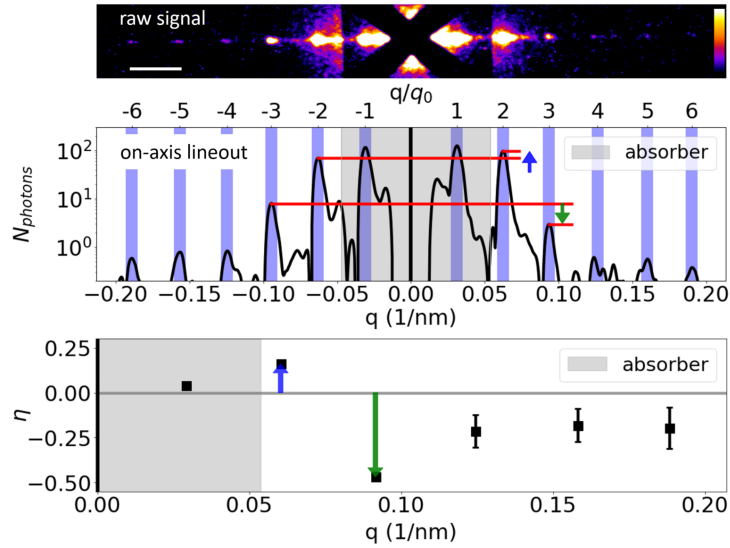 raw signal
q/q0
-6 -5 -4 -3 -2 -1 1 2 3 4 5 6
on-axis lineout
absorber
N_photons
10²
10¹
10⁰
−0.20 −0.15 −0.10 −0.05 0.00 0.05 0.10 0.15 0.20
q (1/nm)
absorber
η
0.25
0.00
−0.25
−0.50
0.00 0.05 0.10 0.15 0.20
q (1/nm)